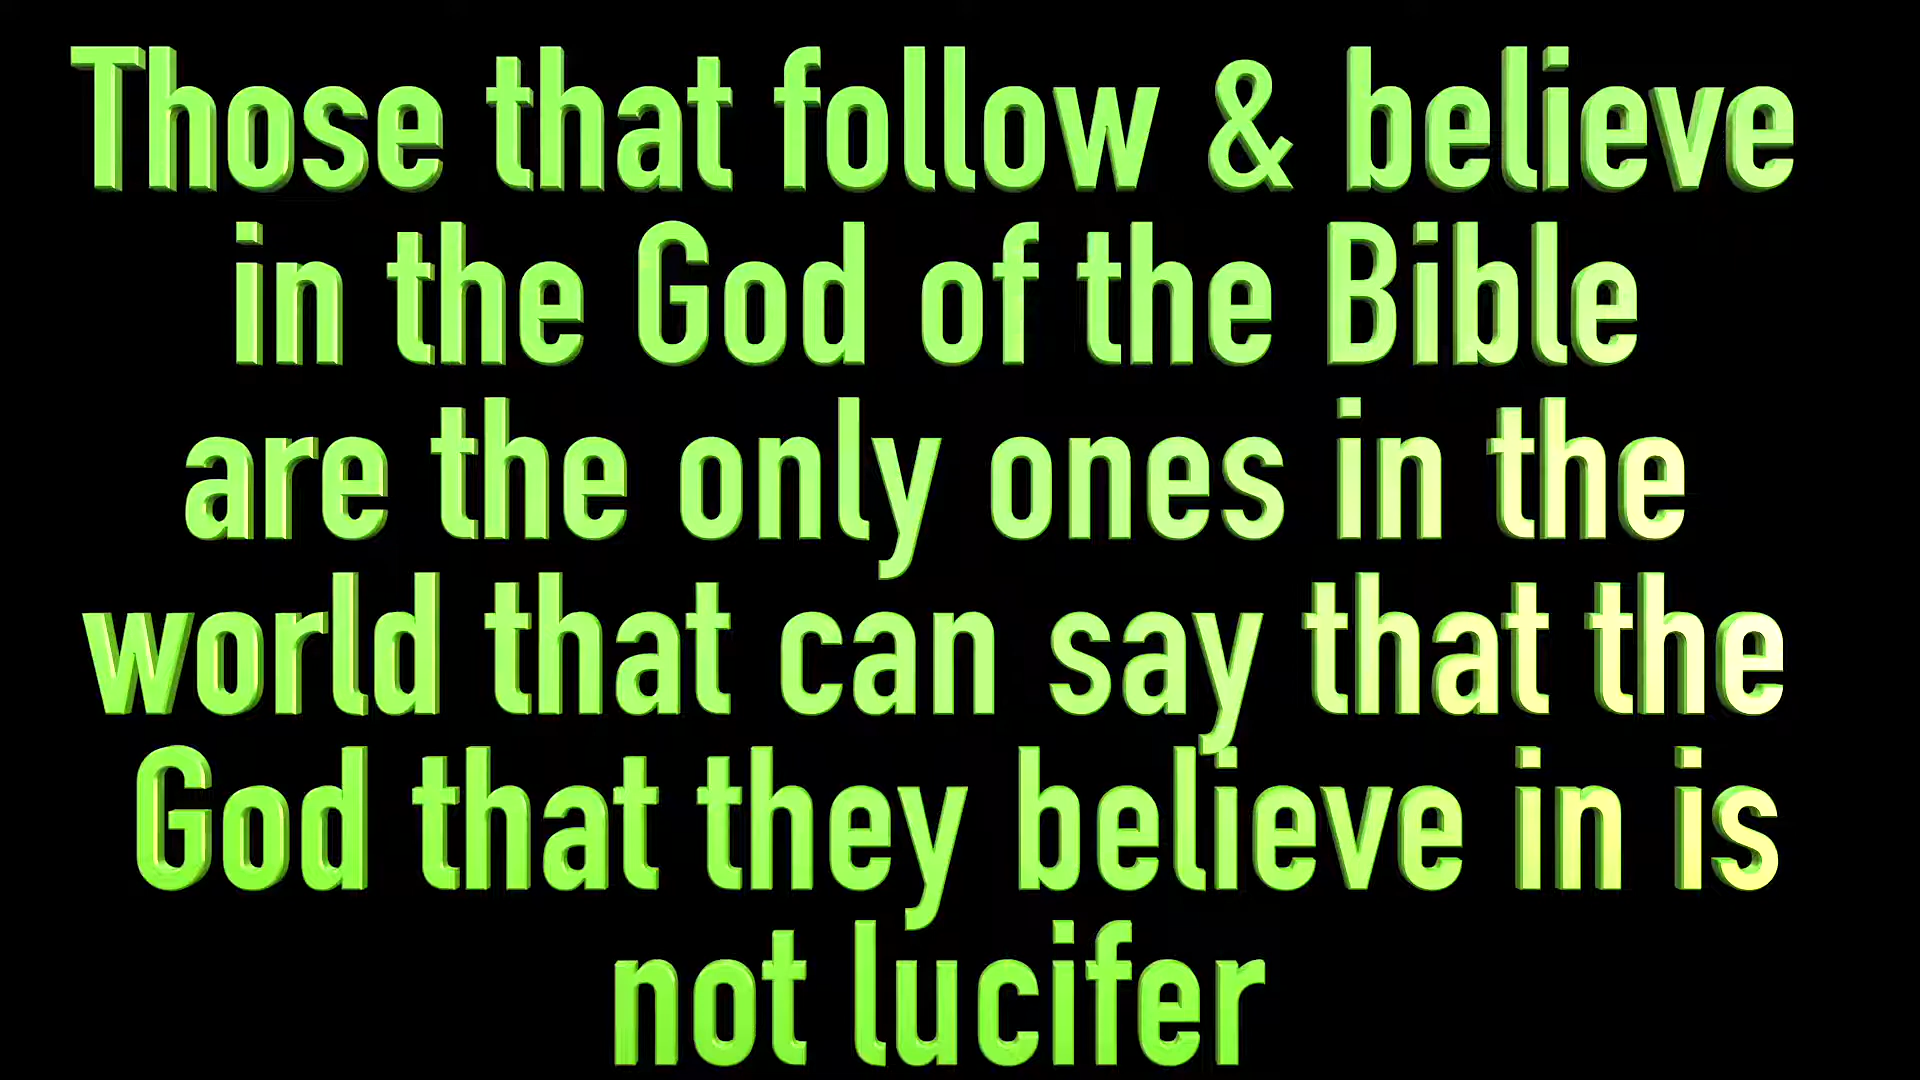 Those that follow & believe
in the God of the Bible
are the only ones in the
world that can say that the
God that they believe in is
not lucifer